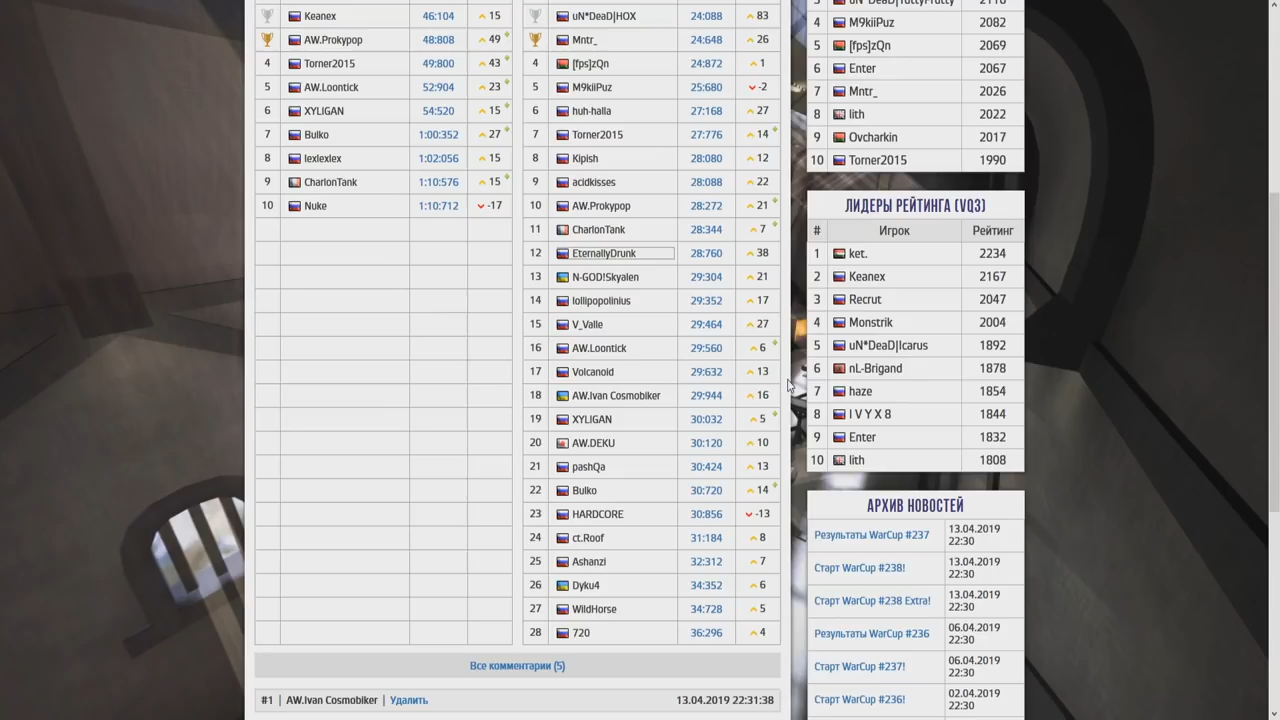 Keanex 46:104 15
AW.Prokypop 48:808 49
4 Torner2015 49:800 43
5 AW.Loontick 52:904 23
6 XYLIGAN 54:520 15
7 Bulko 1:00:352 27
8 lexlexlex 1:02:056 15
9 CharlonTank 1:10:576 15
10 Nuke 1:10:712 -17
uN*DeaD|HOX 24:088 83
Mntr_ 24:648 26
4 [fps]zQn 24:872 1
5 M9kiiPuz 25:680 -2
6 huh-halla 27:168 27
7 Torner2015 27:776 14
8 Kipish 28:080 12
9 acidkisses 28:088 22
10 AW.Prokypop 28:272 21
11 CharlonTank 28:344 7
12 EternallyDrunk 28:760 38
13 N-GOD!Skyalen 29:304 21
14 lollipopolinius 29:352 17
15 V_Valle 29:464 27
16 AW.Loontick 29:560 6
17 Volcanoid 29:632 13
18 AW.Ivan Cosmobiker 29:944 16
19 XYLIGAN 30:032 5
20 AW.DEKU 30:120 10
21 pashQa 30:424 13
22 Bulko 30:720 14
23 HARDCORE 30:856 -13
24 ct.Roof 31:184 8
25 Ashanzi 32:312 7
26 Dyku4 34:352 6
27 WildHorse 34:728 5
28 720 36:296 4
Все комментарии (5)
#1 | AW.Ivan Cosmobiker | Удалить 13.04.2019 22:31:38
4 M9kiiPuz 2082
5 [fps]zQn 2069
6 Enter 2067
7 Mntr_ 2026
8 lith 2022
9 Ovcharkin 2017
10 Torner2015 1990
ЛИДЕРЫ РЕЙТИНГА (VQ3)
# Игрок Рейтинг
1 ket. 2234
2 Keanex 2167
3 Recrut 2047
4 Monstrik 2004
5 uN*DeaD|Icarus 1892
6 nL-Brigand 1878
7 haze 1854
8 I V Y X 8 1844
9 Enter 1832
10 lith 1808
АРХИВ НОВОСТЕЙ
Результаты WarCup #237 13.04.2019 22:30
Старт WarCup #238! 13.04.2019 22:30
Старт WarCup #238 Extra! 13.04.2019 22:30
Результаты WarCup #236 06.04.2019 22:30
Старт WarCup #237! 06.04.2019 22:30
Старт WarCup #236! 02.04.2019 22:30